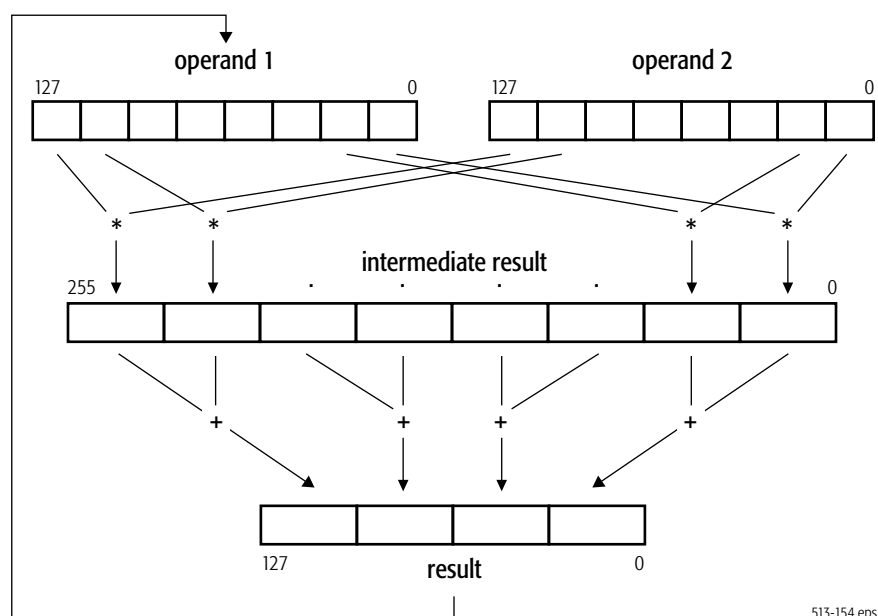 operand 1 operand 2
127 0 127 0
* * * *
intermediate result
255 . . . . 0
+ + + +
127 result 0
513-154.eps